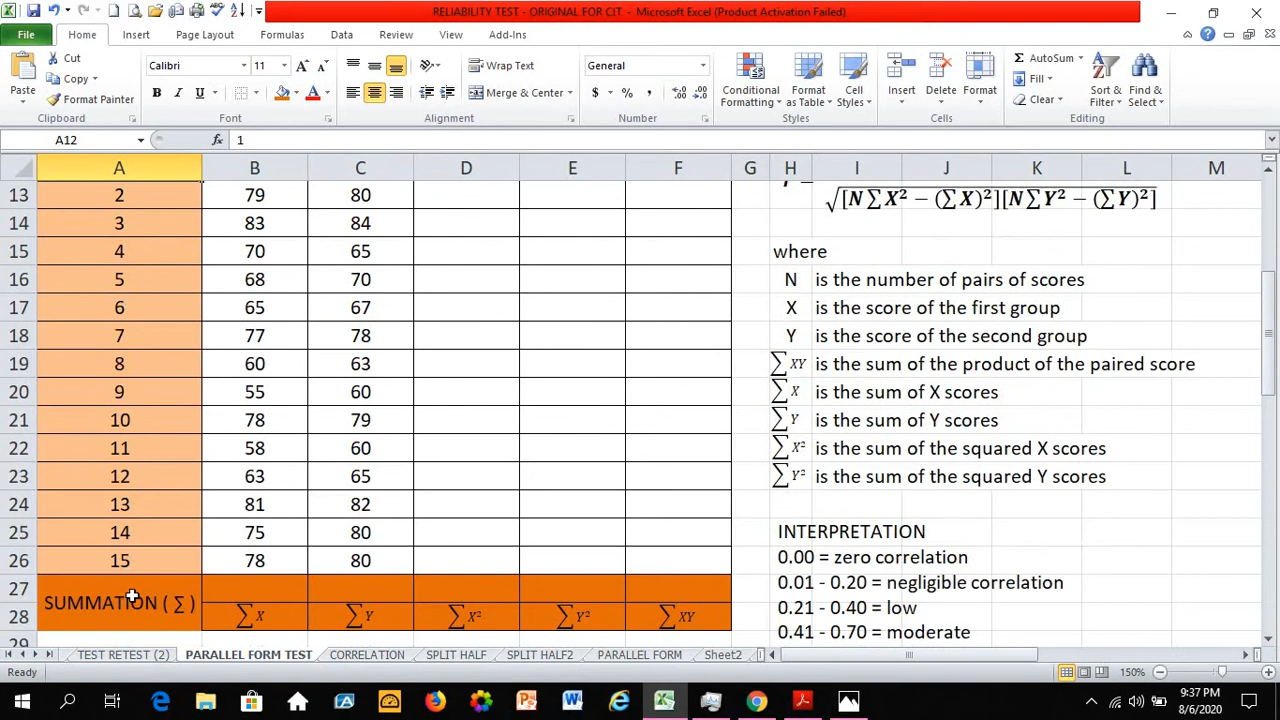 RELIABILITY TEST - ORIGINAL FOR CIT - Microsoft Excel (Product Activation Failed)
File Home Insert Page Layout Formulas Data Review View Add-Ins
Paste
Cut
Copy
Format Painter
Clipboard
Calibri 11
B I U
Font
Wrap Text
Merge & Center
Alignment
General
$ % ,
Number
Conditional Formatting
Format as Table
Cell Styles
Styles
Insert Delete Format
Cells
Σ AutoSum
Fill
Clear
Sort & Filter
Find & Select
Editing
A12 fx 1
A B C D E F G H I J K L M
13 2 79 80
14 3 83 84
15 4 70 65
16 5 68 70
17 6 65 67
18 7 77 78
19 8 60 63
20 9 55 60
21 10 78 79
22 11 58 60
23 12 63 65
24 13 81 82
25 14 75 80
26 15 78 80
27
28
SUMMATION ( ∑ ) ∑X ∑Y ∑X² ∑Y² ∑XY
√[N∑X² − (∑X)²][N∑Y² − (∑Y)²]
where
N is the number of pairs of scores
X is the score of the first group
Y is the score of the second group
∑XY is the sum of the product of the paired score
∑X is the sum of X scores
∑Y is the sum of Y scores
∑X² is the sum of the squared X scores
∑Y² is the sum of the squared Y scores
INTERPRETATION
0.00 = zero correlation
0.01 - 0.20 = negligible correlation
0.21 - 0.40 = low
0.41 - 0.70 = moderate
TEST RETEST (2) PARALLEL FORM TEST CORRELATION SPLIT HALF SPLIT HALF2 PARALLEL FORM Sheet2
Ready 150%
9:37 PM
8/6/2020